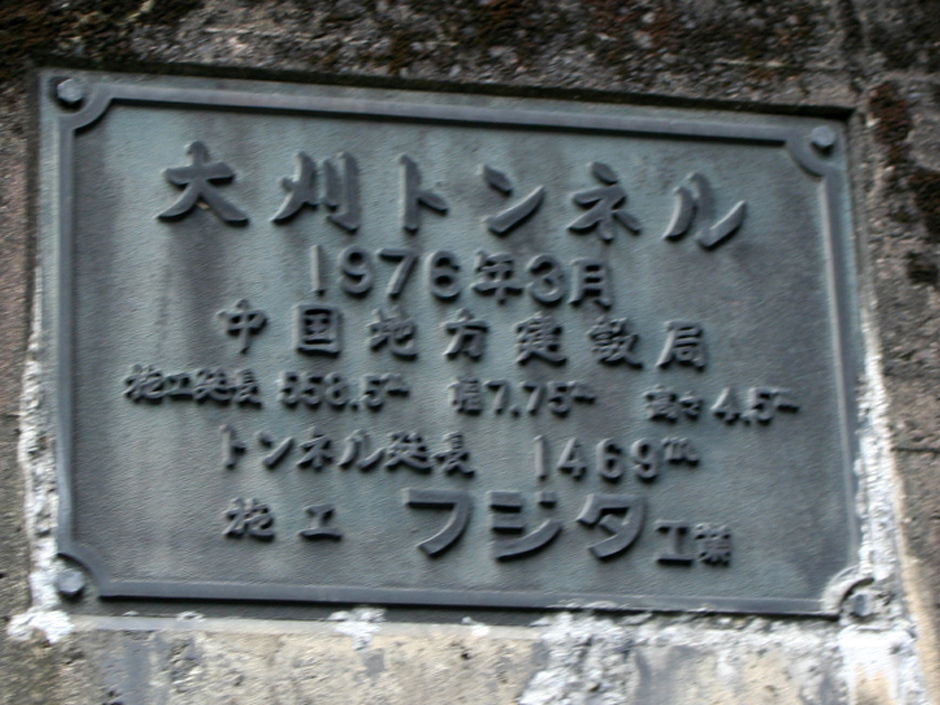 大刈トンネル
1976年3月
中国地方建設局
施工延長 558.5m 幅7.75m 高さ4.5m
トンネル延長 1469m
施工 フジタ工業